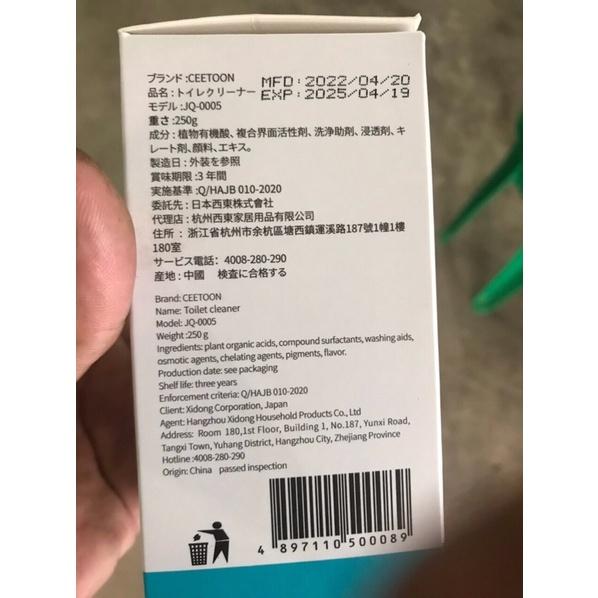 ブランド:CEETOON
MFD:2022/04/20
品名:トイレクリーナー
EXP:2025/04/19
モデル:JQ-0005
重さ:250g
成分:植物有機酸、複合界面活性剤、洗浄助剤、浸透剤、キ
レート剤、顔料、エキス。
製造日:外装を参照
賞味期限:3年間
実施基準:Q/HAJB 010-2020
委託先:日本西東株式會社
代理店:杭州西東家居用品有限公司
住所:浙江省杭州市余杭區塘西鎮運溪路187號1幢1樓
180室
サービス電話:4008-280-290
産地:中國 検査に合格する
Brand: CEETOON
Name: Toilet cleaner
Model: JQ-0005
Weight:250 g
Ingredients: plant organic acids, compound surfactants, washing aids,
osmotic agents, chelating agents, pigments, flavor.
Production date: see packaging
Shelf life: three years
Enforcement criteria: Q/HAJB 010-2020
Client: Xidong Corporation, Japan
Agent: Hangzhou Xidong Household Products Co., Ltd
Address: Room 180,1st Floor, Building 1, No.187, Yunxi Road,
Tangxi Town, Yuhang District, Hangzhou City, Zhejiang Province
Hotline:4008-280-290
Origin: China passed inspection
4 897110 500089